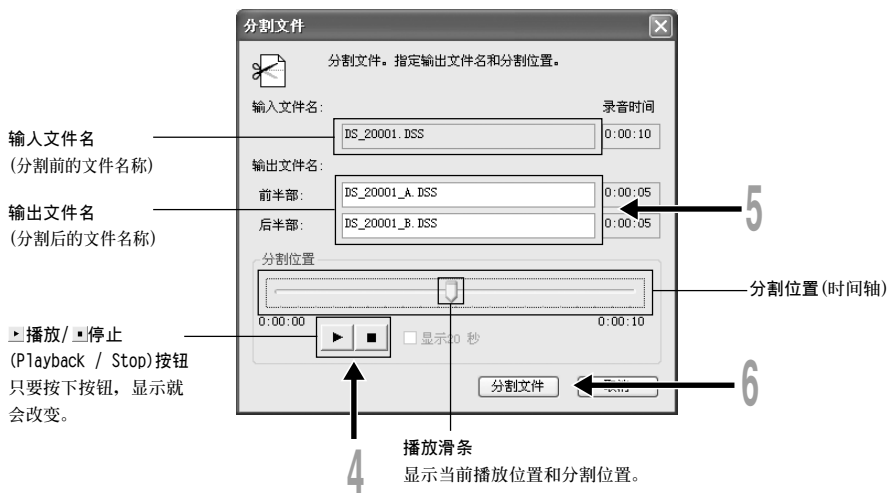 分割文件
分割文件。指定输出文件名和分割位置。
输入文件名:
录音时间
DS_20001.DSS
0:00:10
输出文件名:
前半部:
DS_20001_A.DSS
0:00:05
后半部:
DS_20001_B.DSS
0:00:05
分割位置
0:00:00
0:00:10
显示20 秒
分割文件
取消
输入文件名
(分割前的文件名称)
输出文件名
(分割后的文件名称)
播放/停止
(Playback / Stop)按钮
只要按下按钮，显示就
会改变。
分割位置(时间轴)
播放滑条
显示当前播放位置和分割位置。
4
5
6